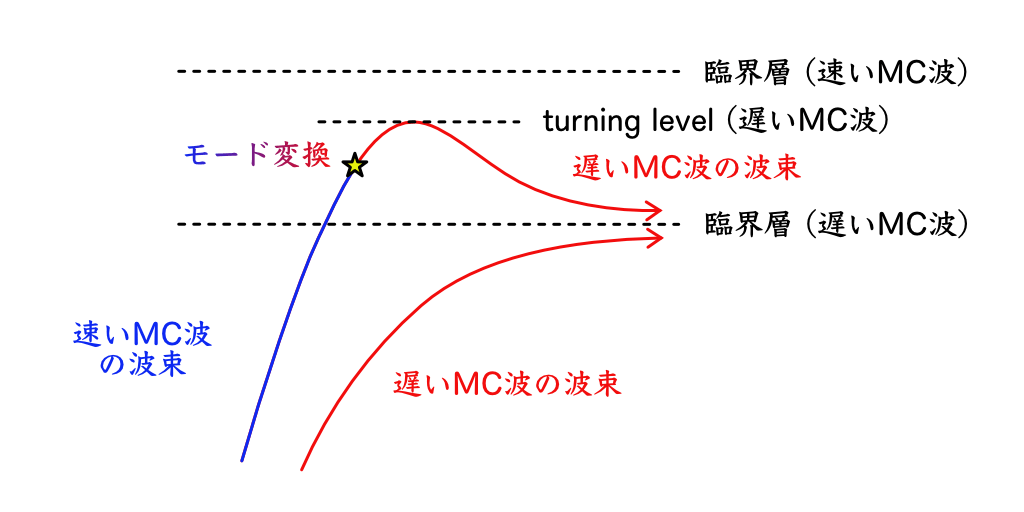 臨界層 (速いMC波)
turning level (遅いMC波)
モード変換
遅いMC波の波束
臨界層 (遅いMC波)
速いMC波
の波束
遅いMC波の波束